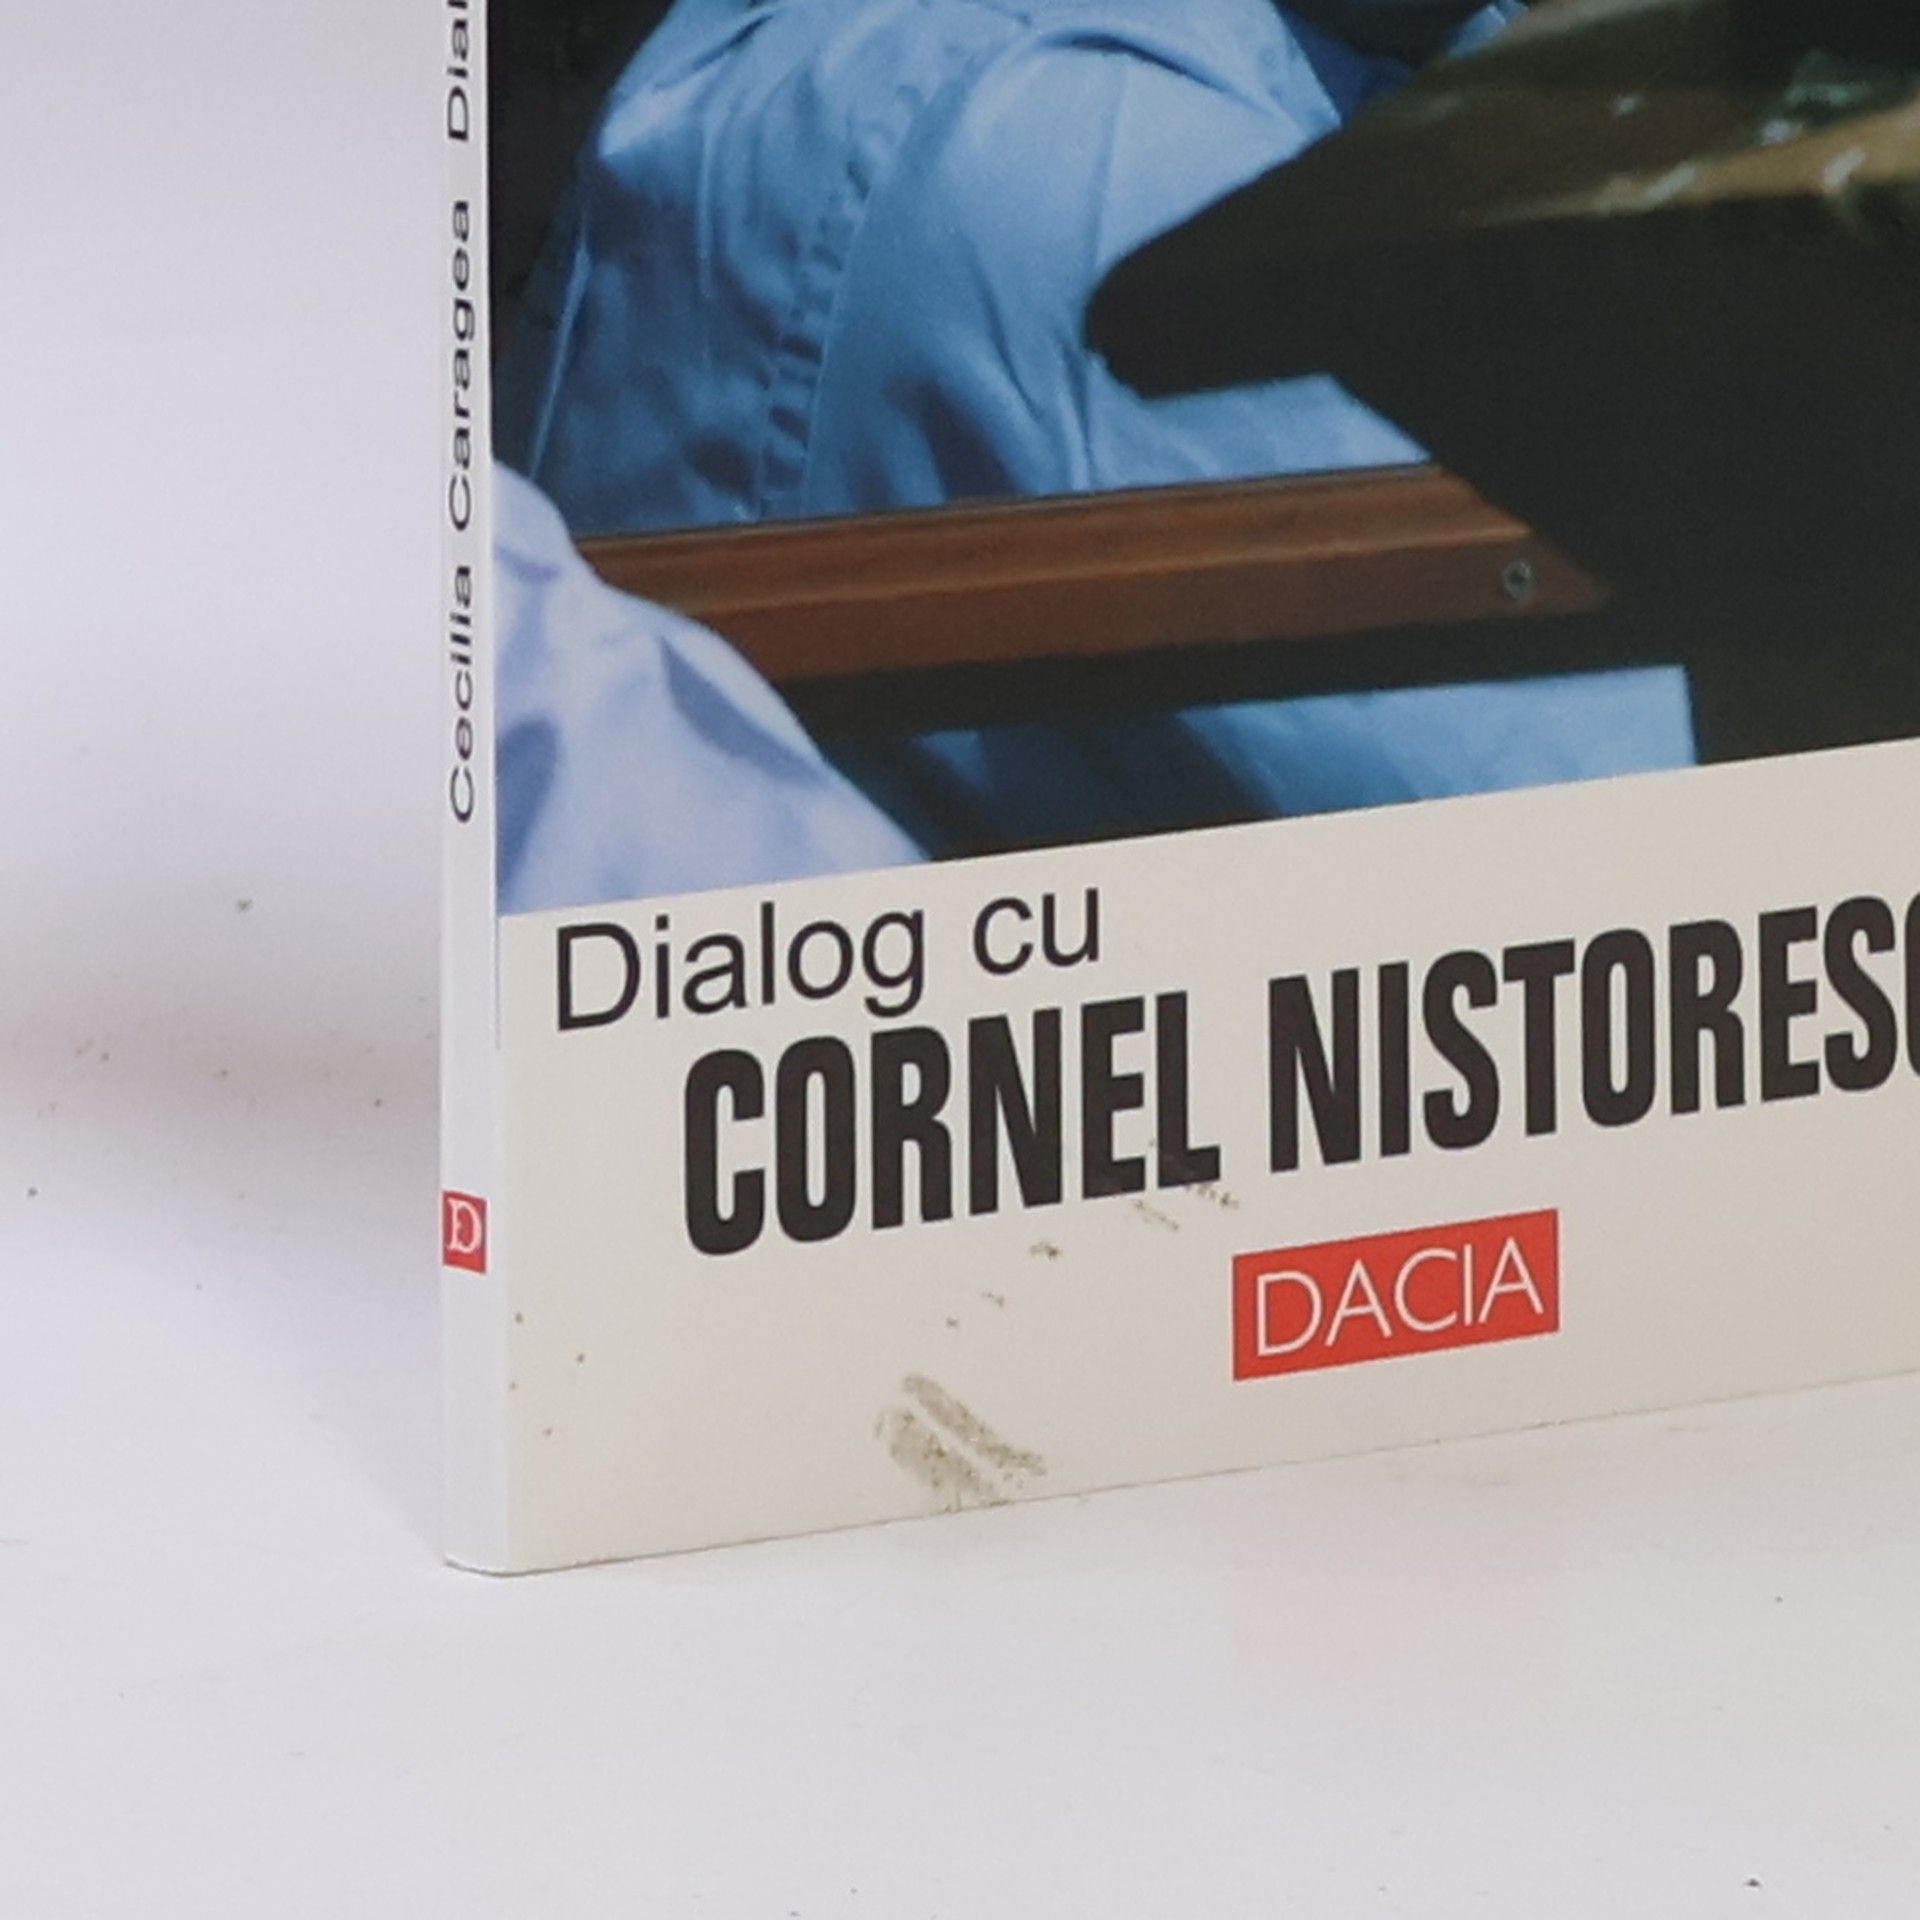 Cecilia Caragea Dial
Dialog cu
CORNEL NISTORESC
DACIA
D